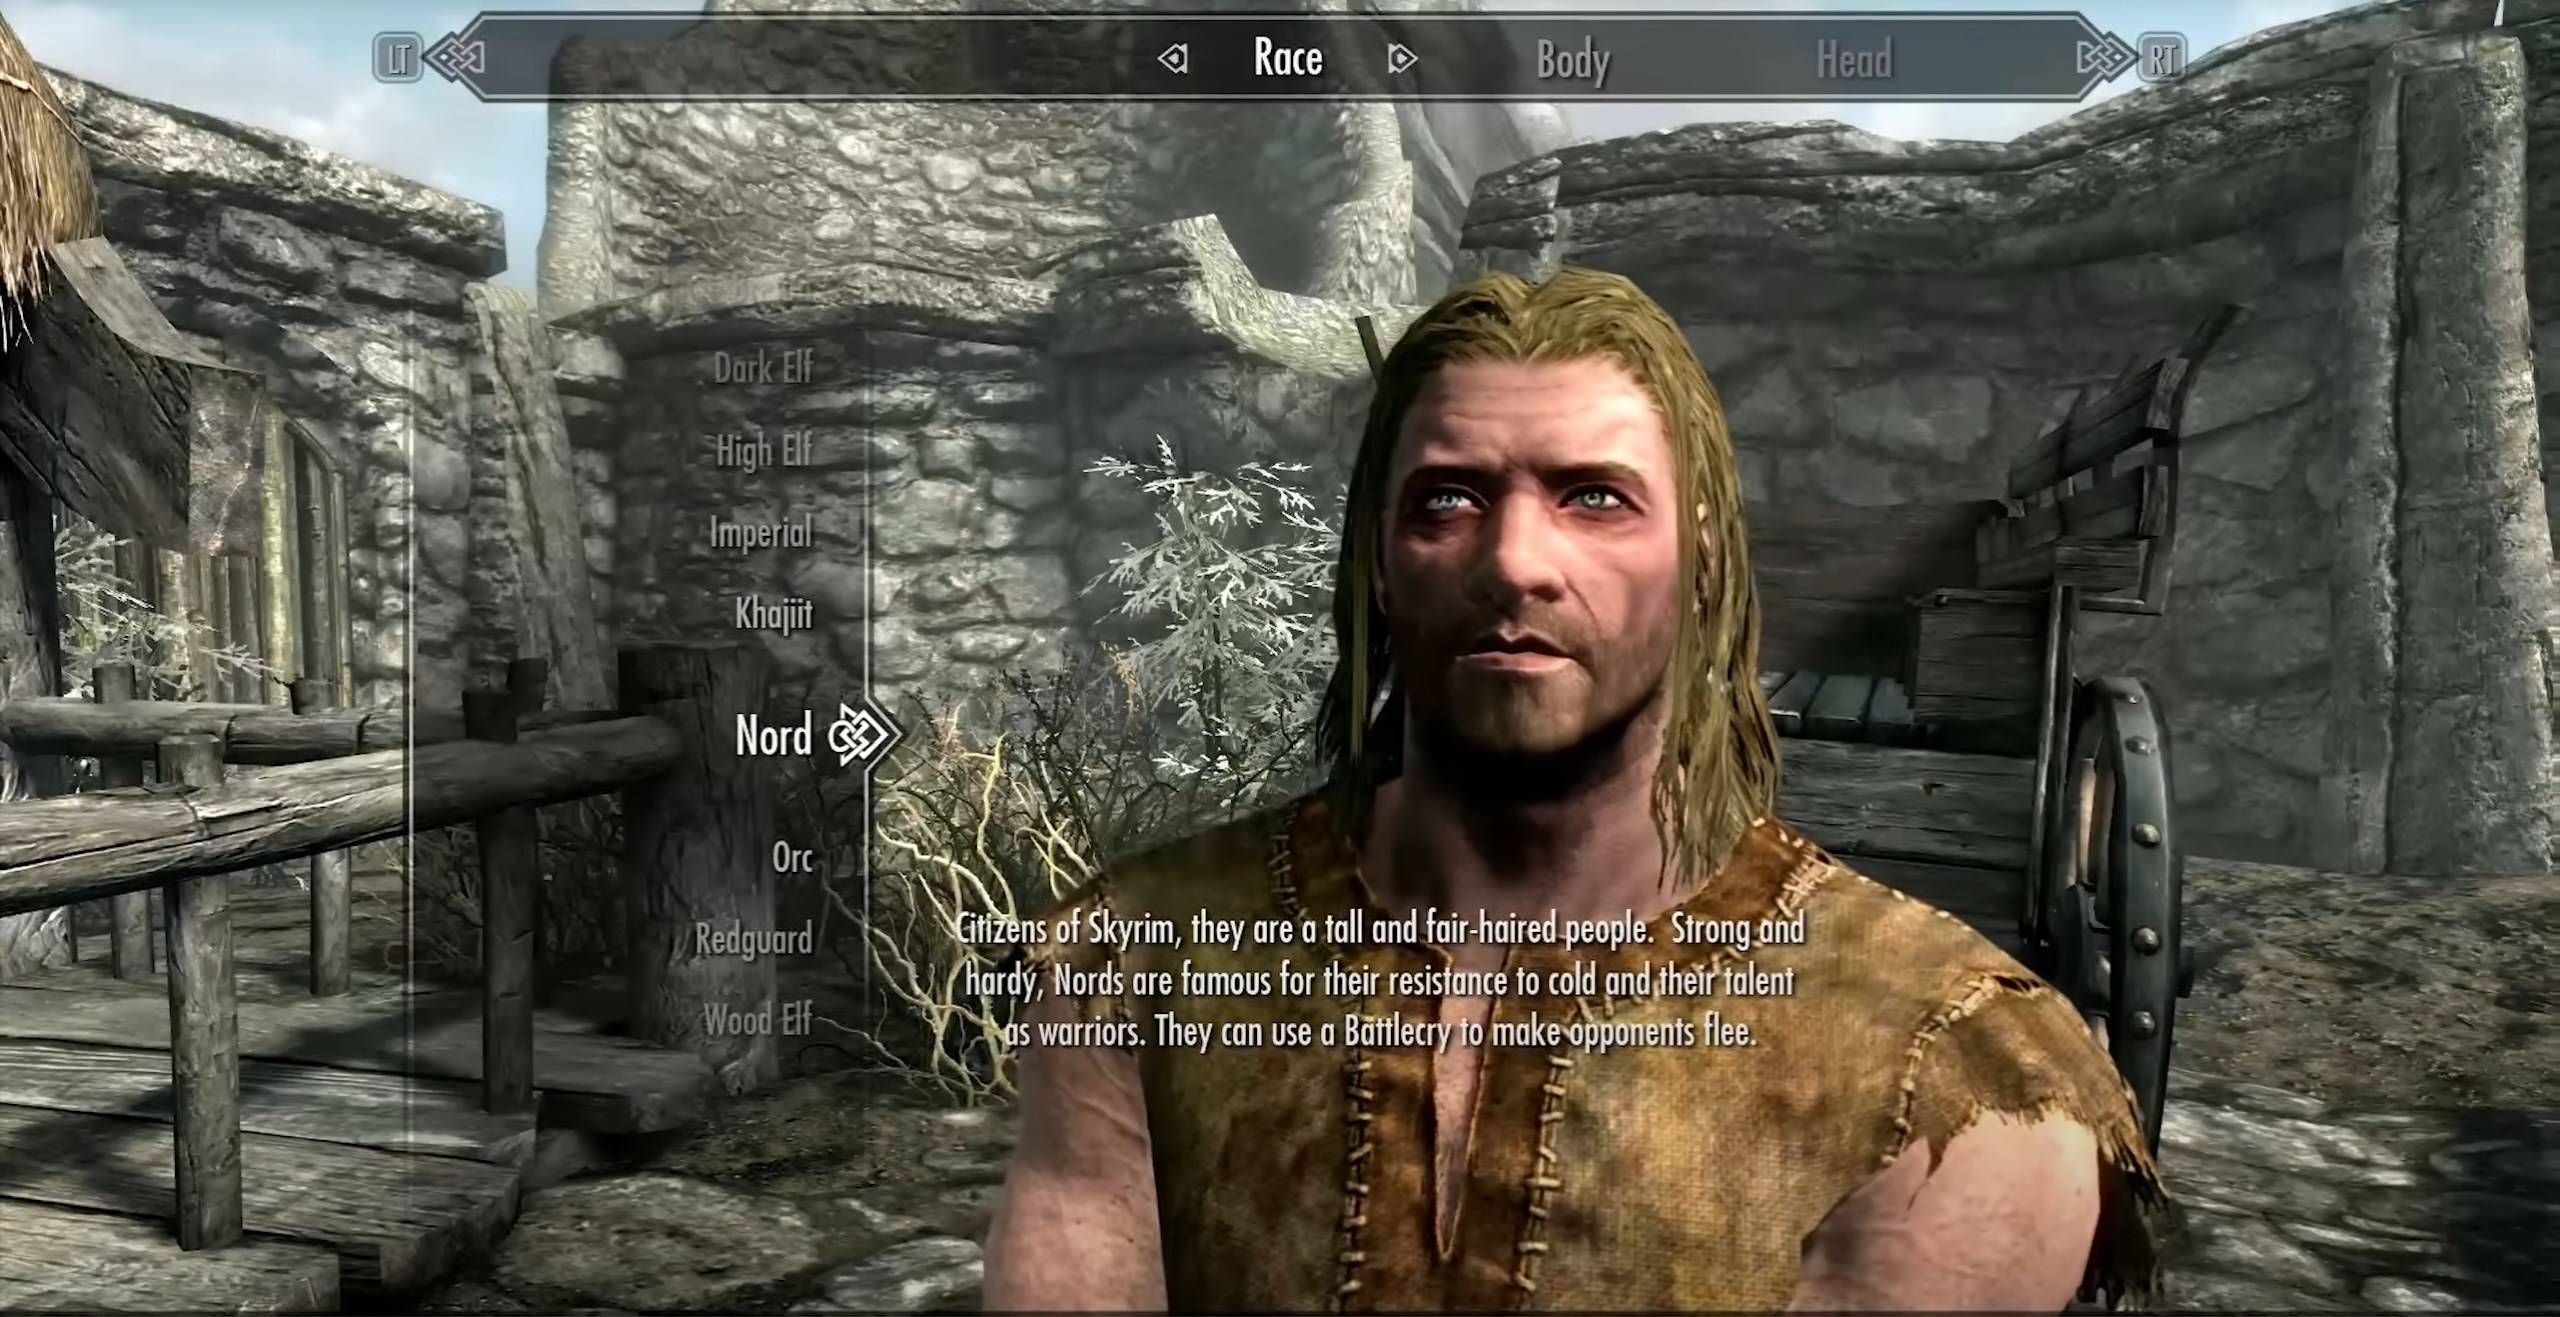 LT
Race
Body
Head
RT
Dark Elf
High Elf
Imperial
Khajiit
Nord
Orc
Redguard
Wood Elf
Citizens of Skyrim, they are a tall and fair-haired people.  Strong and
hardy, Nords are famous for their resistance to cold and their talent
as warriors. They can use a Battlecry to make opponents flee.